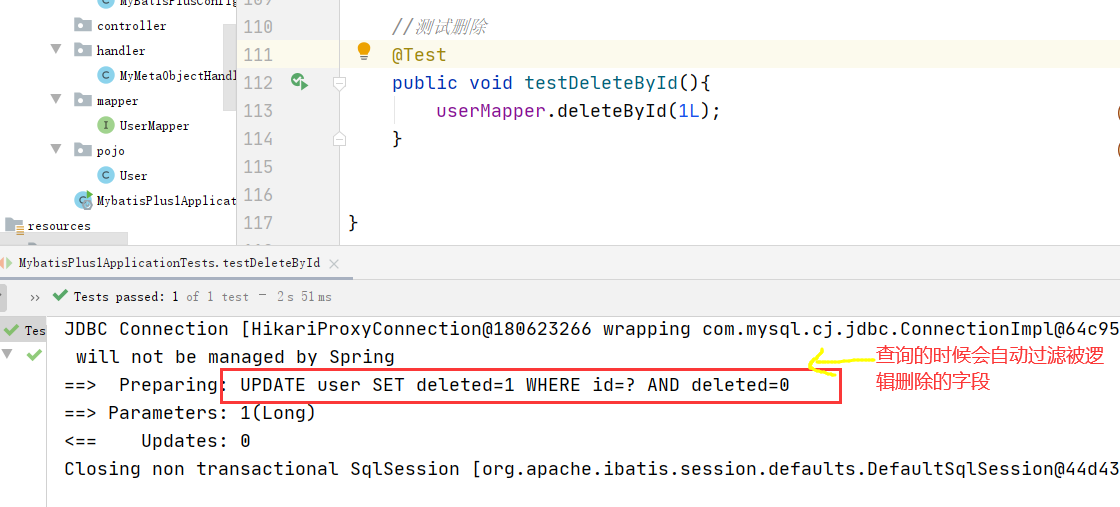 MyBatisPlusConfig
109
controller
110
//测试删除
handler
111
@Test
MyMetaObjectHandl
112
public void testDeleteById(){
mapper
113
userMapper.deleteById(1L);
UserMapper
114
}
pojo
115
User
116
MybatisPlus1Applicat
117
}
resources
MybatisPlus1ApplicationTests.testDeleteById
Tests passed: 1 of 1 test – 2 s 51 ms
Tes
JDBC Connection [HikariProxyConnection@180623266 wrapping com.mysql.cj.jdbc.ConnectionImpl@64c95
will not be managed by Spring
==>  Preparing: UPDATE user SET deleted=1 WHERE id=? AND deleted=0
查询的时候会自动过滤被逻
辑删除的字段
==> Parameters: 1(Long)
<==    Updates: 0
Closing non transactional SqlSession [org.apache.ibatis.session.defaults.DefaultSqlSession@44d43